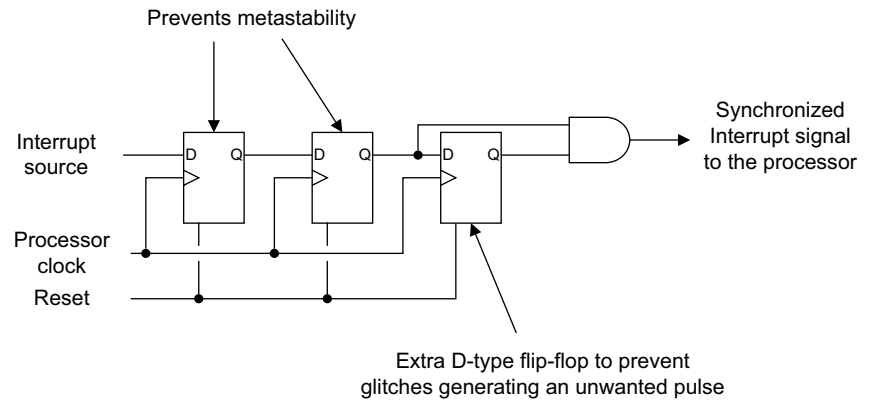 Prevents metastability
Interrupt
source
D Q D Q D Q
Synchronized
Interrupt signal
to the processor
Processor
clock
Reset
Extra D-type flip-flop to prevent
glitches generating an unwanted pulse